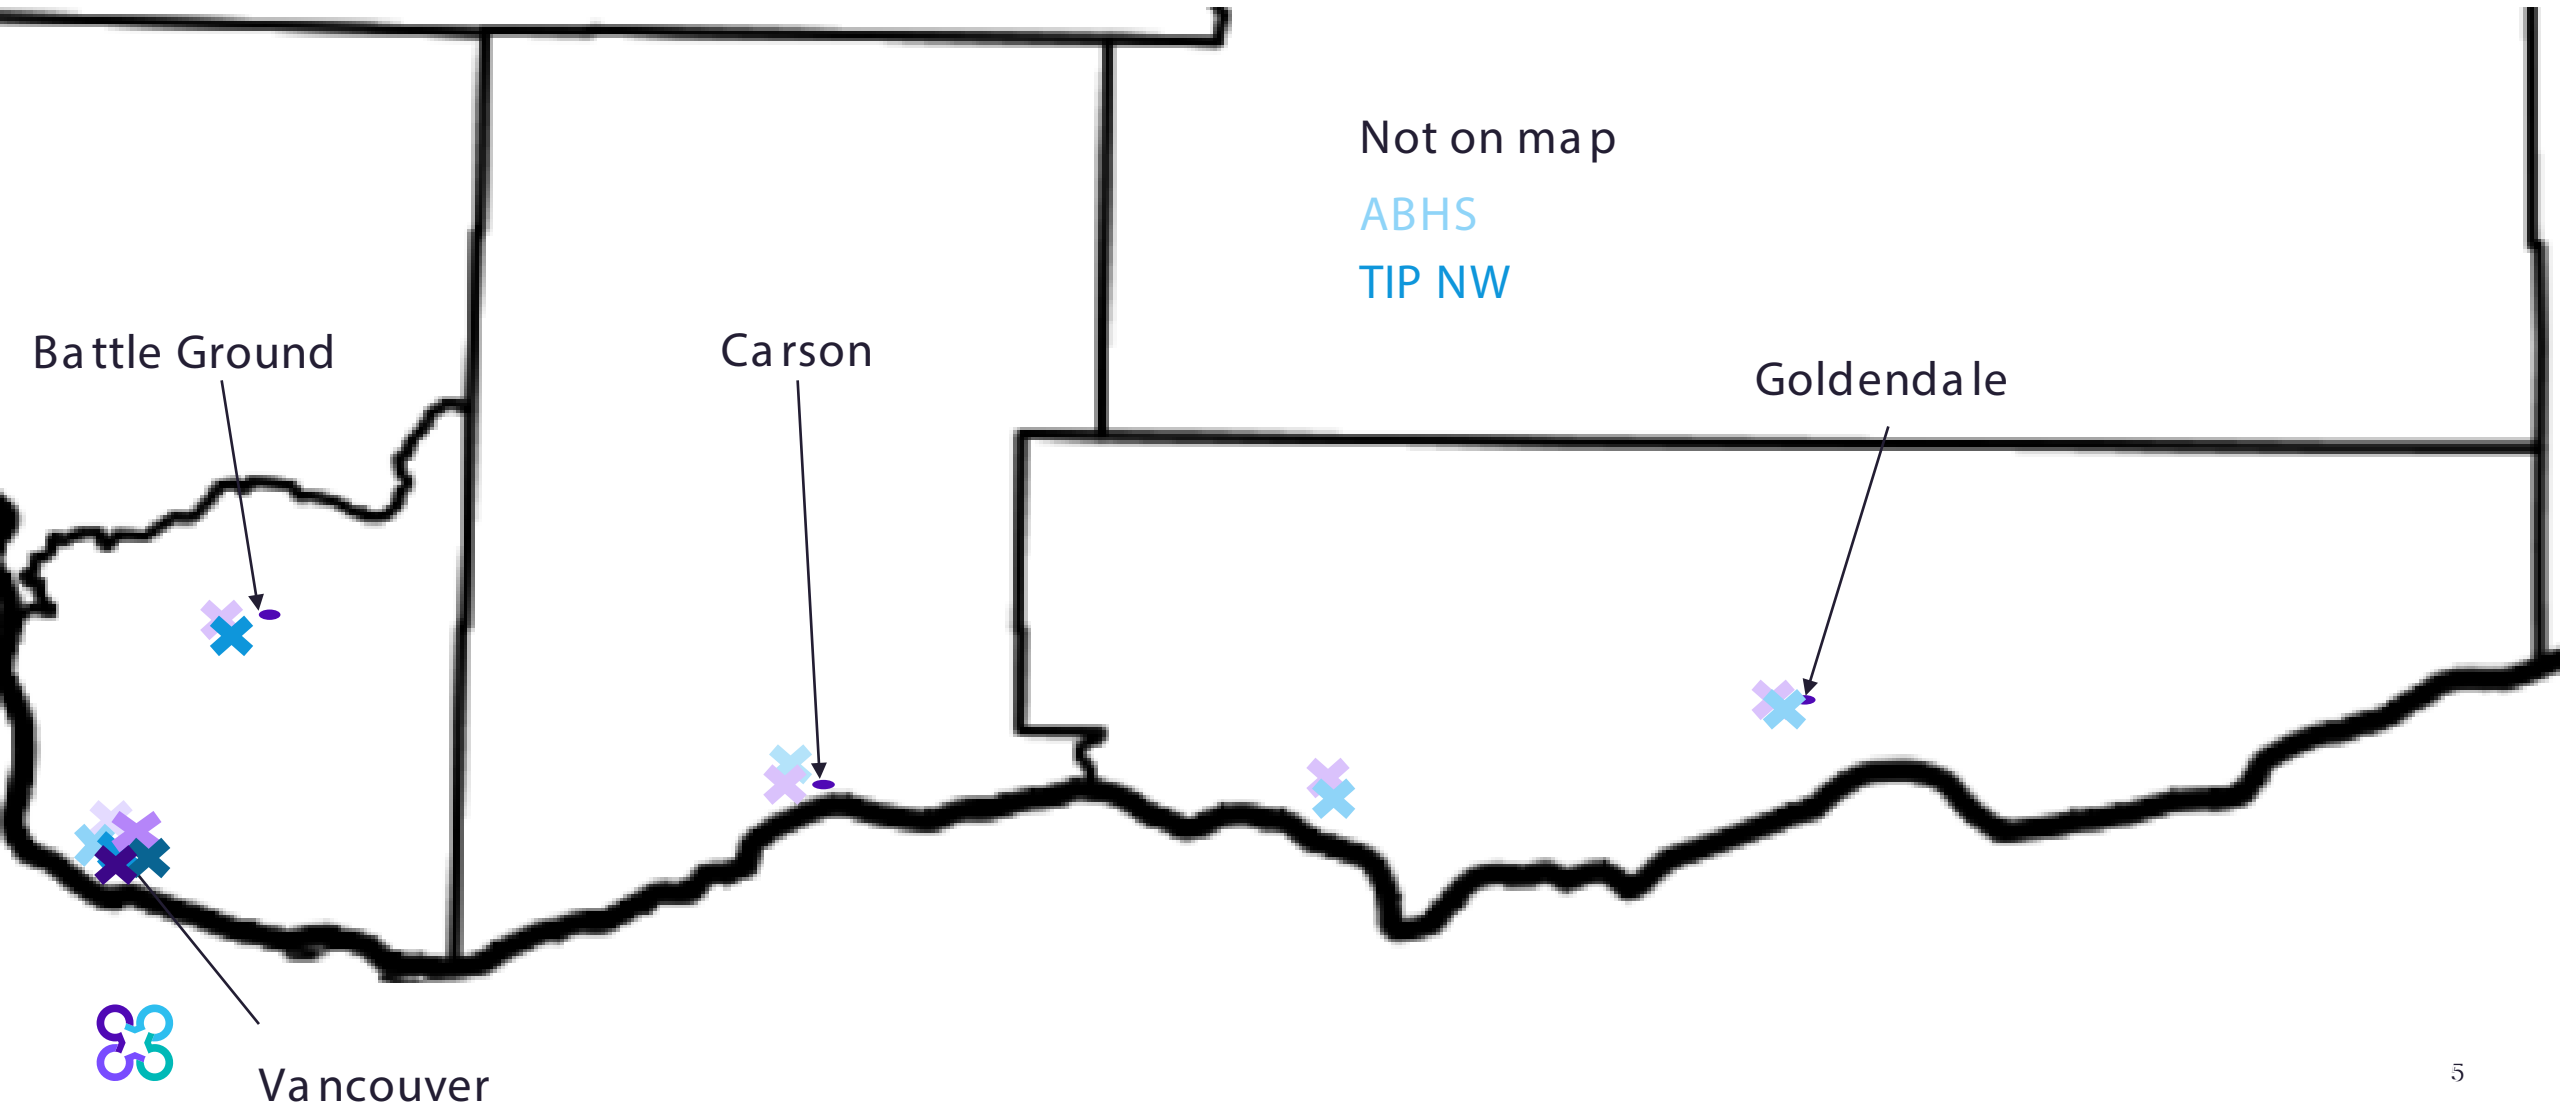 Not on map
ABHS
TIP NW
Battle Ground
Carson
Goldendale
Vancouver
5